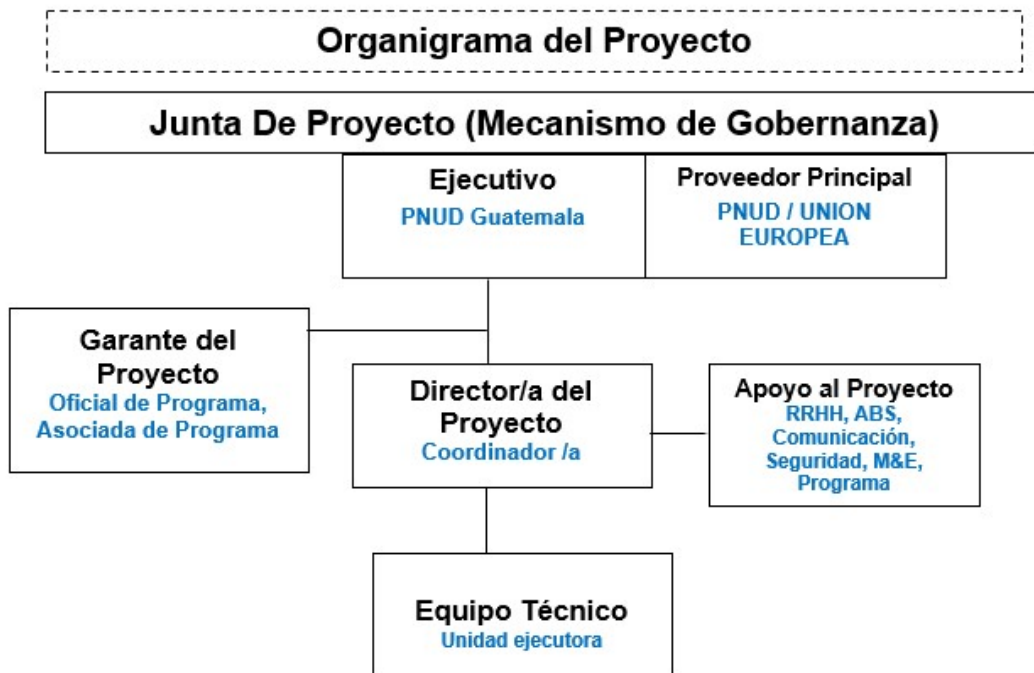 Organigrama del Proyecto
Junta De Proyecto (Mecanismo de Gobernanza)
Ejecutivo
PNUD Guatemala
Proveedor Principal
PNUD / UNION
EUROPEA
Garante del
Proyecto
Oficial de Programa,
Asociada de Programa
Director/a del
Proyecto
Coordinador /a
Apoyo al Proyecto
RRHH, ABS,
Comunicación,
Seguridad, M&E,
Programa
Equipo Técnico
Unidad ejecutora